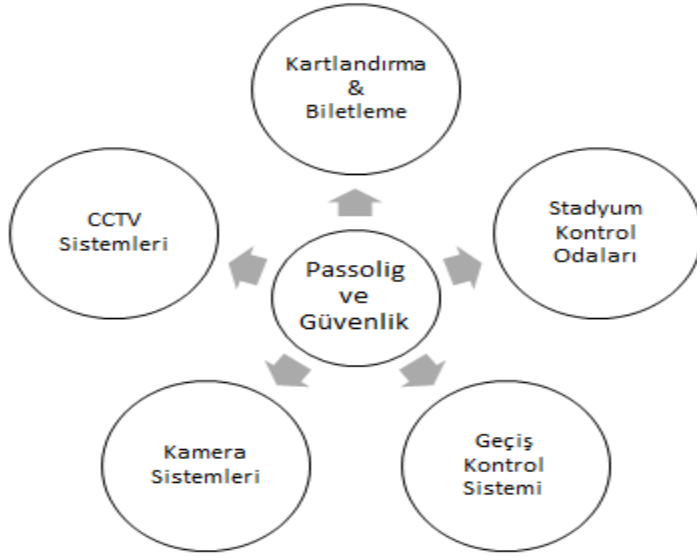 Kartlandırma
&
Biletleme
CCTV
Sistemleri
Stadyum
Kontrol
Odaları
Passolig
ve
Güvenlik
Kamera
Sistemleri
Geçiş
Kontrol
Sistemi